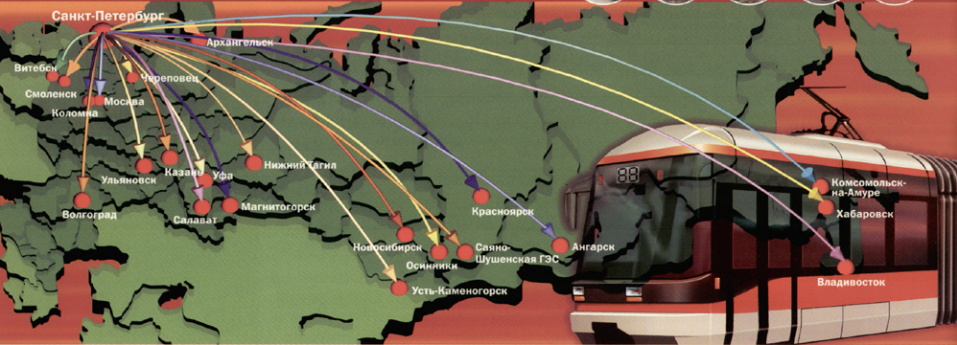 Санкт-Петербург
Архангельск
Витебск
Череповец
Смоленск
Москва
Коломна
Нижний Тагил
Казань
Уфа
Ульяновск
Волгоград
Салават
Магнитогорск
Красноярск
Комсомольск-
на-Амуре
Хабаровск
Новосибирск
Саяно-
Шушенская ГЭС
Ангарск
Осинники
Владивосток
Усть-Каменогорск